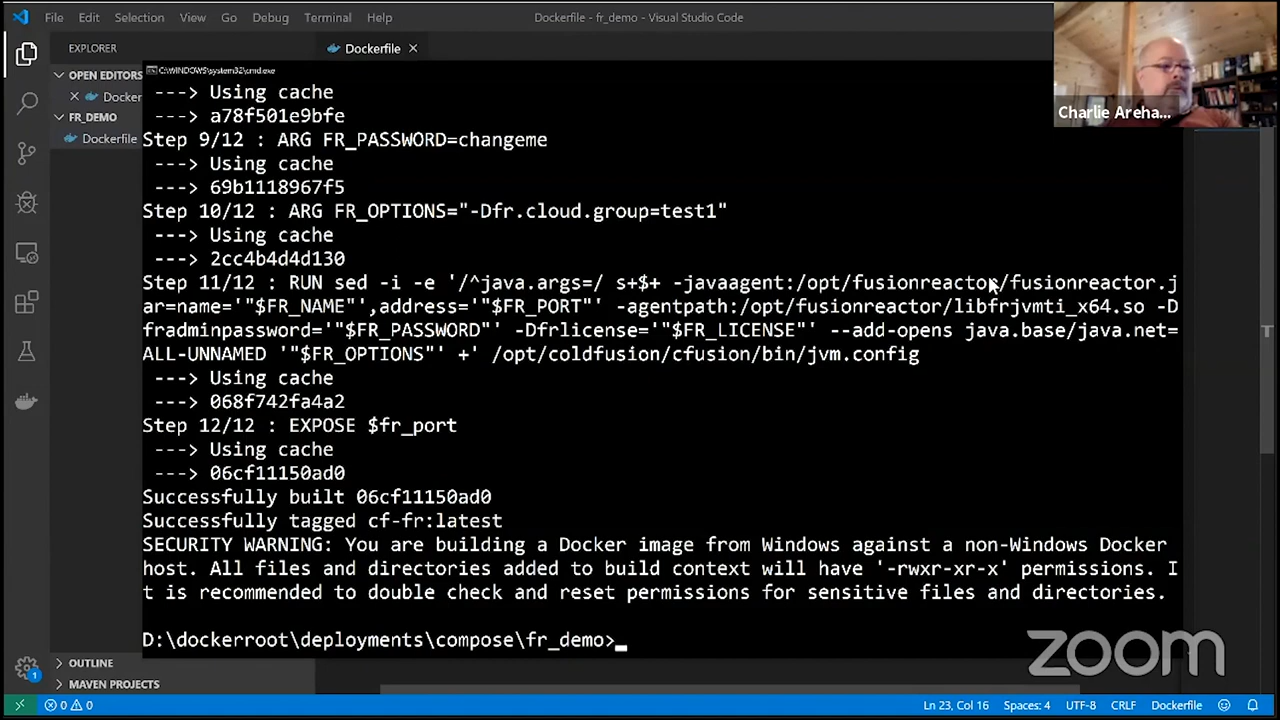 File Edit Selection View Go Debug Terminal Help Dockerfile - fr_demo - Visual Studio Code
EXPLORER
Dockerfile
OPEN EDITORS
Docker
FR_DEMO
Dockerfile
C:\WINDOWS\system32\cmd.exe
---> Using cache
---> a78f501e9bfe
Step 9/12 : ARG FR_PASSWORD=changeme
---> Using cache
---> 69b1118967f5
Step 10/12 : ARG FR_OPTIONS="-Dfr.cloud.group=test1"
---> Using cache
---> 2cc4b4d4d130
Step 11/12 : RUN sed -i -e '/^java.args=/ s+$+ -javaagent:/opt/fusionreactor/fusionreactor.j
ar=name='"$FR_NAME"',address='"$FR_PORT"' -agentpath:/opt/fusionreactor/libfrjvmti_x64.so -D
fradminpassword='"$FR_PASSWORD"' -Dfrlicense='"$FR_LICENSE"' --add-opens java.base/java.net=
ALL-UNNAMED '"$FR_OPTIONS"' +' /opt/coldfusion/cfusion/bin/jvm.config
---> Using cache
---> 068f742fa4a2
Step 12/12 : EXPOSE $fr_port
---> Using cache
---> 06cf11150ad0
Successfully built 06cf11150ad0
Successfully tagged cf-fr:latest
SECURITY WARNING: You are building a Docker image from Windows against a non-Windows Docker
host. All files and directories added to build context will have '-rwxr-xr-x' permissions. I
t is recommended to double check and reset permissions for sensitive files and directories.
D:\dockerroot\deployments\compose\fr_demo>
Charlie Areha...
zoom
OUTLINE
MAVEN PROJECTS
1
0 0 Ln 23, Col 16 Spaces: 4 UTF-8 CRLF Dockerfile